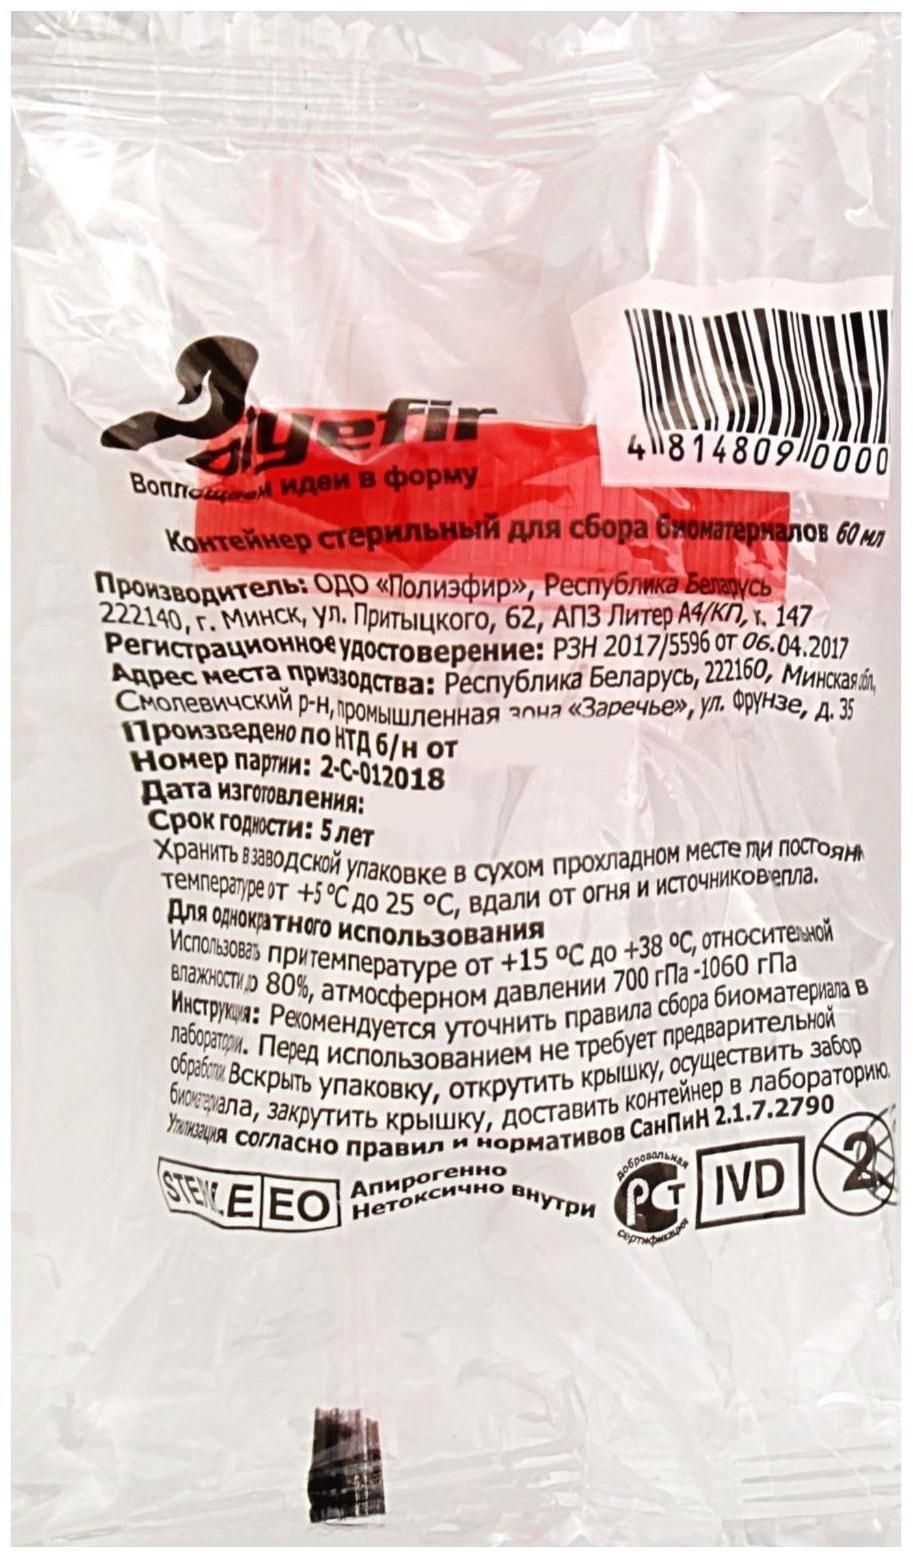 4 814809 0000
Polyefir
Воплощаем идеи в форму
Контейнер стерильный для сбора биоматериалов 60 мл
Производитель: ОДО «Полиэфир», Республика Беларусь
222140, г. Минск, ул. Притыцкого, 62, АПЗ Литер А4/КП, т. 147
Регистрационное удостоверение: РЗН 2017/5596 от 06.04.2017
Адрес места призводства: Республика Беларусь, 222160, Минская обл,
Смолевичский р-н, промышленная зона «Заречье», ул. Фрунзе, д. 35
Произведено по НТД б/н от
Номер партии: 2-С-012018
Дата изготовления:
Срок годности: 5 лет
Хранить в заводской упаковке в сухом прохладном месте при постоянн
температуре от +5 °С до 25 °С, вдали от огня и источников тепла.
Для однократного использования
Использовать при температуре от +15 °С до +38 °С, относительной
влажности до 80%, атмосферном давлении 700 гПа -1060 гПа
Инструкция: Рекомендуется уточнить правила сбора биоматериала в
лаборатории. Перед использованием не требует предварительной
обработки. Вскрыть упаковку, открутить крышку, осуществить забор
биоматериала, закрутить крышку, доставить контейнер в лабораторию.
Утилизация согласно правил и нормативов СанПиН 2.1.7.2790
STERILE EO
Апирогенно
Нетоксично внутри
добровольная
РСТ
сертификация
IVD
2